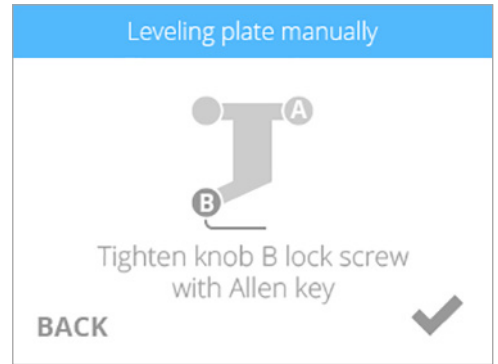 Leveling plate manually
A
B
Tighten knob B lock screw
with Allen key
BACK